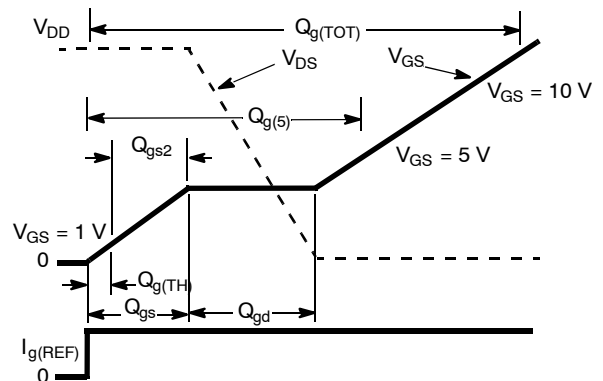 V_DD
Q_g(TOT)
V_DS
V_GS
V_GS = 10 V
Q_g(5)
Q_gs2
V_GS = 5 V
V_GS = 1 V
0
Q_g(TH)
Q_gs
Q_gd
I_g(REF)
0